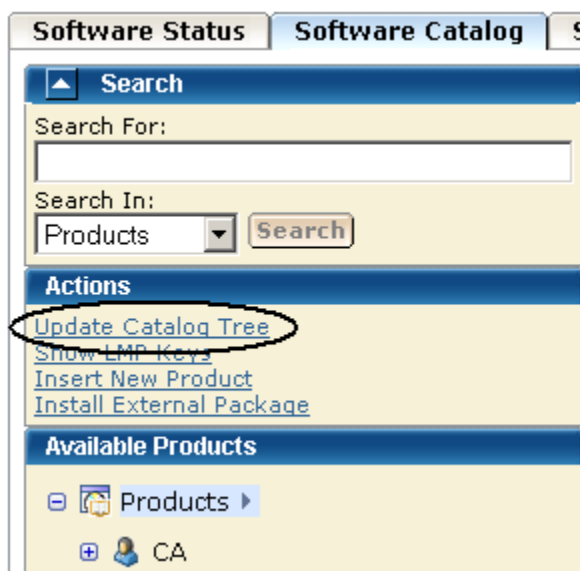 Software Status Software Catalog S
Search
Search For:
Search In:
Products Search
Actions
Update Catalog Tree
Show LMP Keys
Insert New Product
Install External Package
Available Products
Products
CA